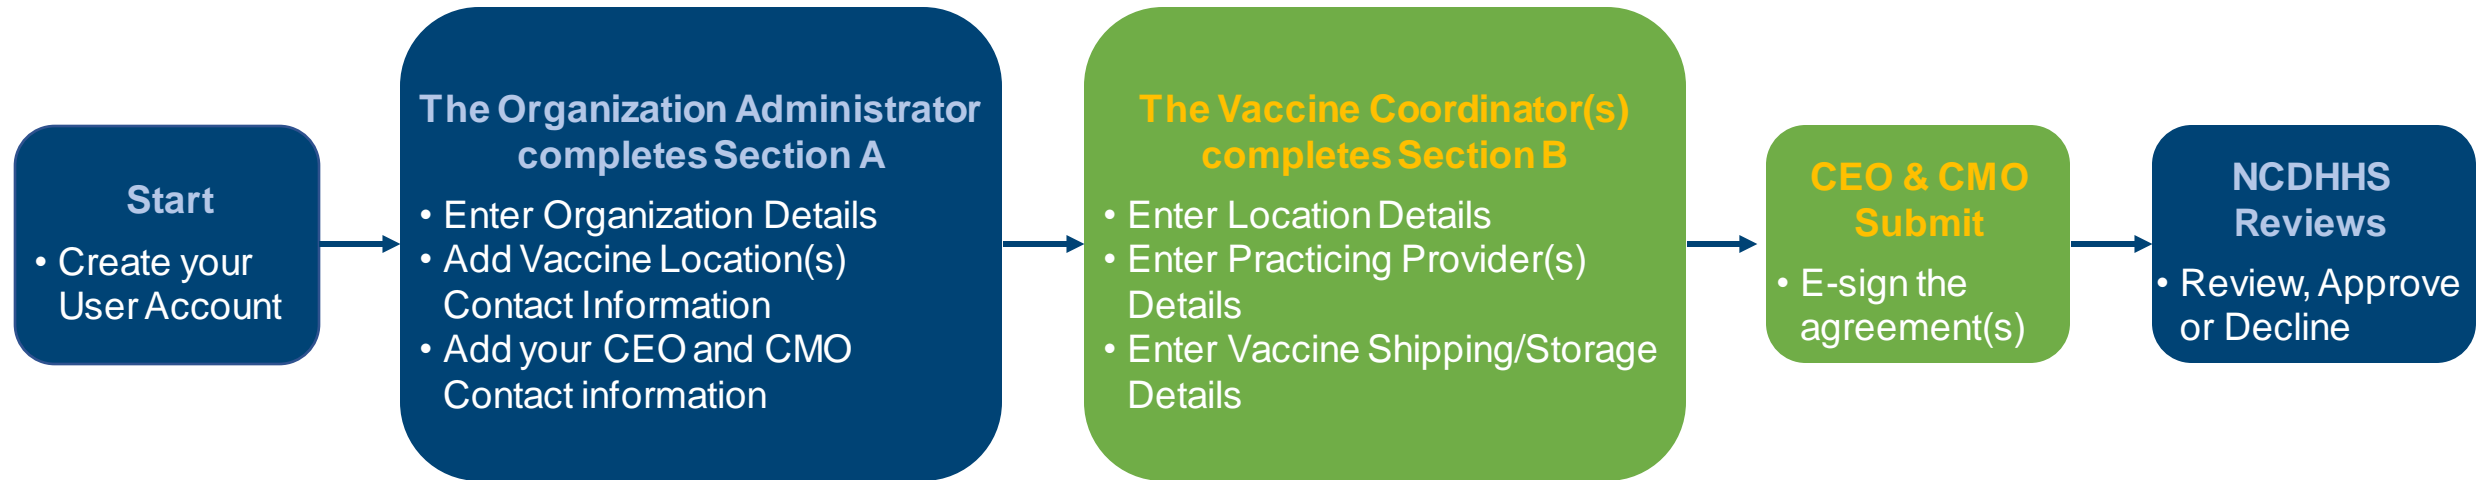 Start
• Create your
User Account
The Organization Administrator
completes Section A
• Enter Organization Details
• Add Vaccine Location(s)
Contact Information
• Add your CEO and CMO
Contact information
The Vaccine Coordinator(s)
completes Section B
• Enter Location Details
• Enter Practicing Provider(s)
Details
• Enter Vaccine Shipping/Storage
Details
CEO & CMO
Submit
• E-sign the
agreement(s)
NCDHHS
Reviews
• Review, Approve
or Decline